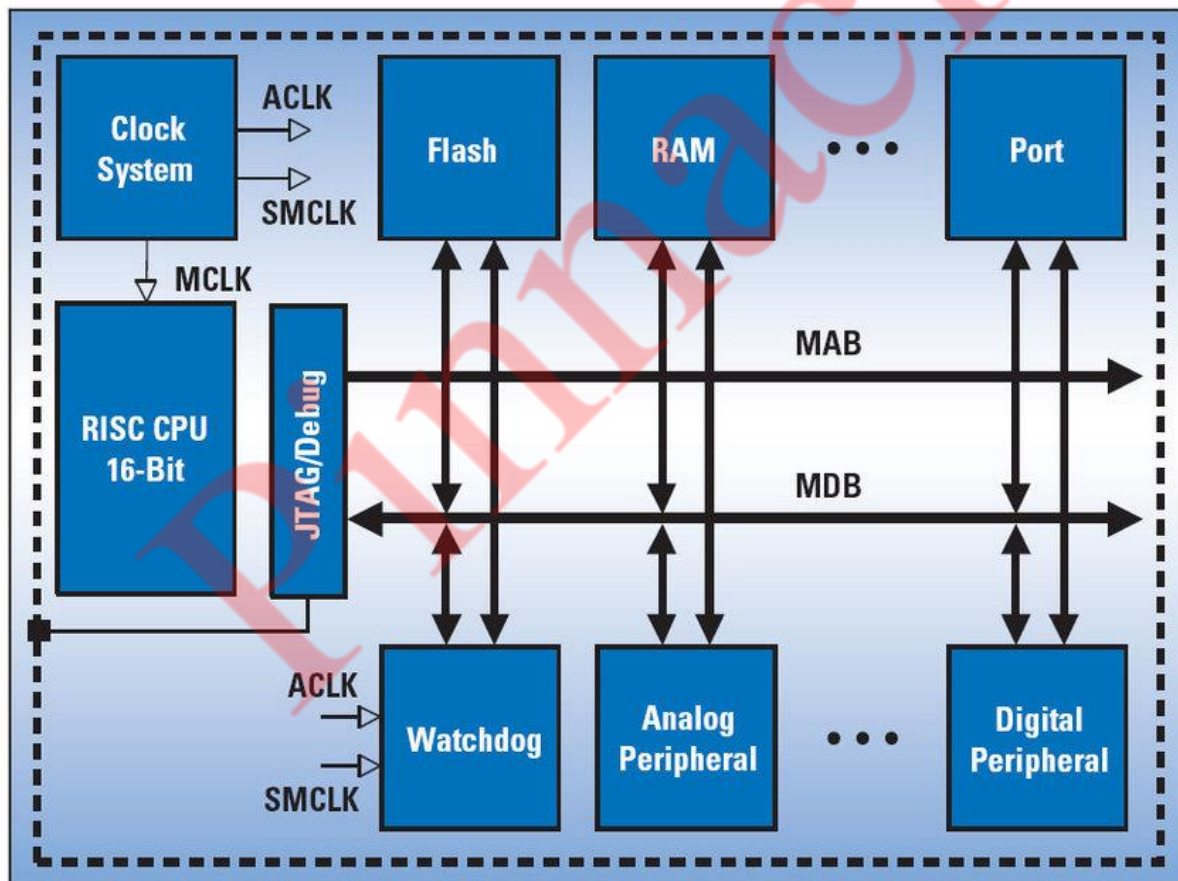 Clock
System
ACLK
SMCLK
MCLK
Flash
RAM
Port
RISC CPU
16-Bit
JTAG/Debug
MAB
MDB
ACLK
SMCLK
Watchdog
Analog
Peripheral
Digital
Peripheral